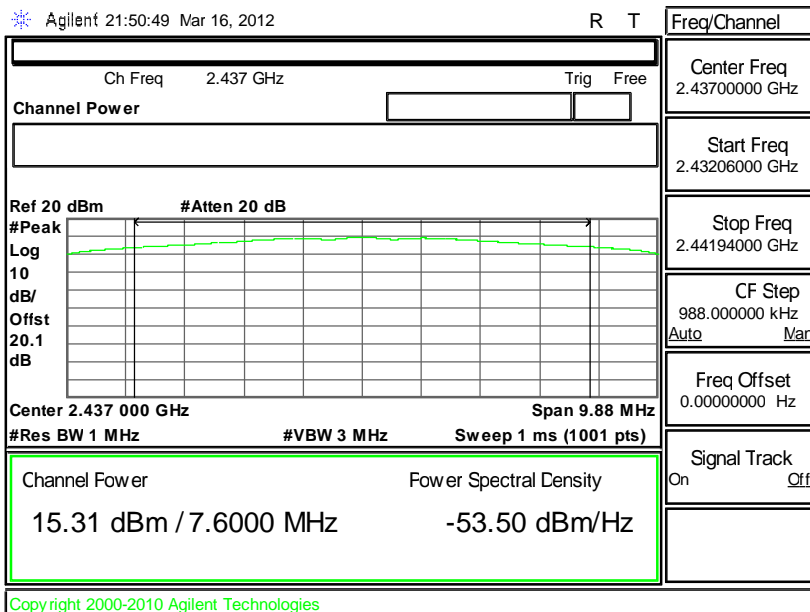 Agilent 21:50:49 Mar 16, 2012 R T
Freq/Channel
Ch Freq 2.437 GHz Trig Free
Channel Power
Center Freq
2.43700000 GHz
Start Freq
2.43206000 GHz
Stop Freq
2.44194000 GHz
CF Step
988.000000 kHz
Auto Man
Freq Offset
0.00000000 Hz
Signal Track
On Off
Ref 20 dBm #Atten 20 dB
#Peak
Log
10
dB/
Offst
20.1
dB
Center 2.437 000 GHz Span 9.88 MHz
#Res BW 1 MHz #VBW 3 MHz Sweep 1 ms (1001 pts)
Channel Fower Fower Spectral Density
15.31 dBm / 7.6000 MHz -53.50 dBm/Hz
Copyright 2000-2010 Agilent Technologies